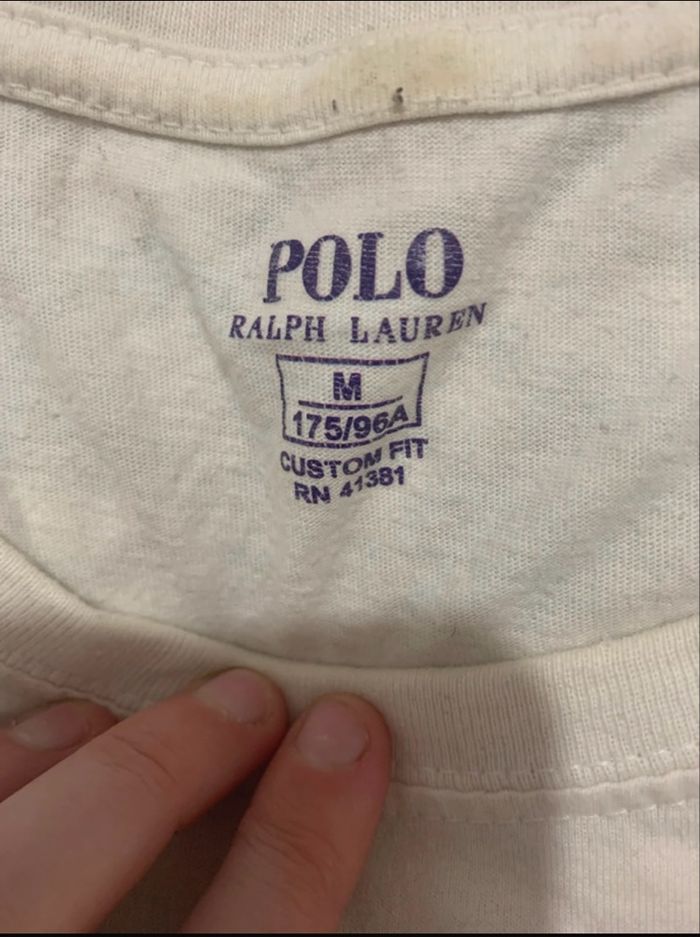 POLO
RALPH LAUREN
M
175/96A
CUSTOM FIT
RN 41381